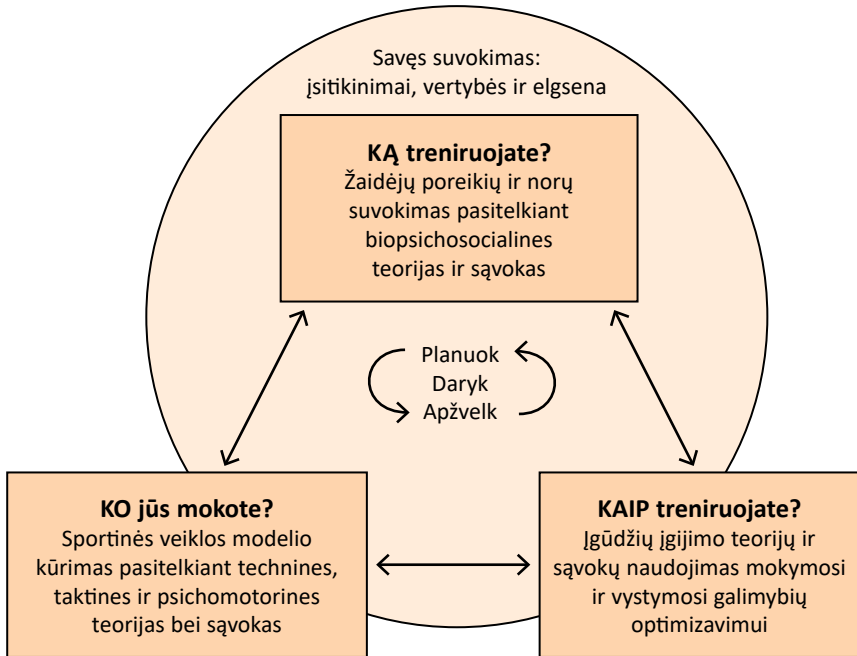 Savęs suvokimas:
įsitikinimai, vertybės ir elgsena
KĄ treniruojate?
Žaidėjų poreikių ir norų
suvokimas pasitelkiant
biopsichosocialines
teorijas ir sąvokas
Planuok
Daryk
Apžvelk
KO jūs mokote?
Sportinės veiklos modelio
kūrimas pasitelkiant technines,
taktines ir psichomotorines
teorijas bei sąvokas
KAIP treniruojate?
Įgūdžių įgijimo teorijų ir
sąvokų naudojimas mokymosi
ir vystymosi galimybių
optimizavimui